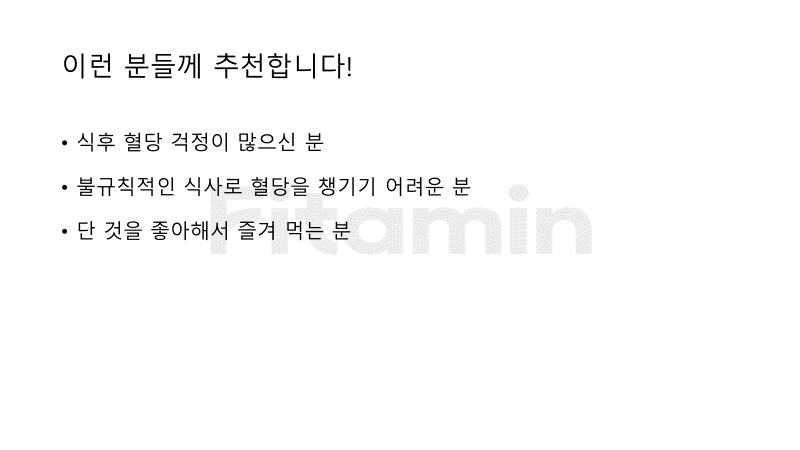 이런 분들께 추천합니다!
• 식후 혈당 걱정이 많으신 분
• 불규칙적인 식사로 혈당을 챙기기 어려운 분
• 단 것을 좋아해서 즐겨 먹는 분
Fitamin